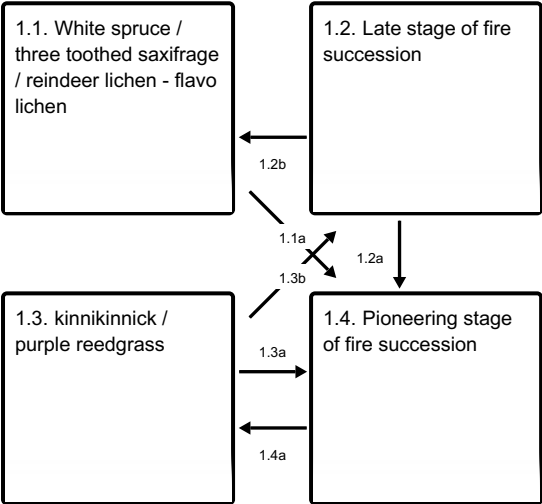 1.1. White spruce /
three toothed saxifrage
/ reindeer lichen - flavo
lichen
1.2. Late stage of fire
succession
1.2b
1.1a
1.2a
1.3b
1.3. kinnikinnick /
purple reedgrass
1.4. Pioneering stage
of fire succession
1.3a
1.4a